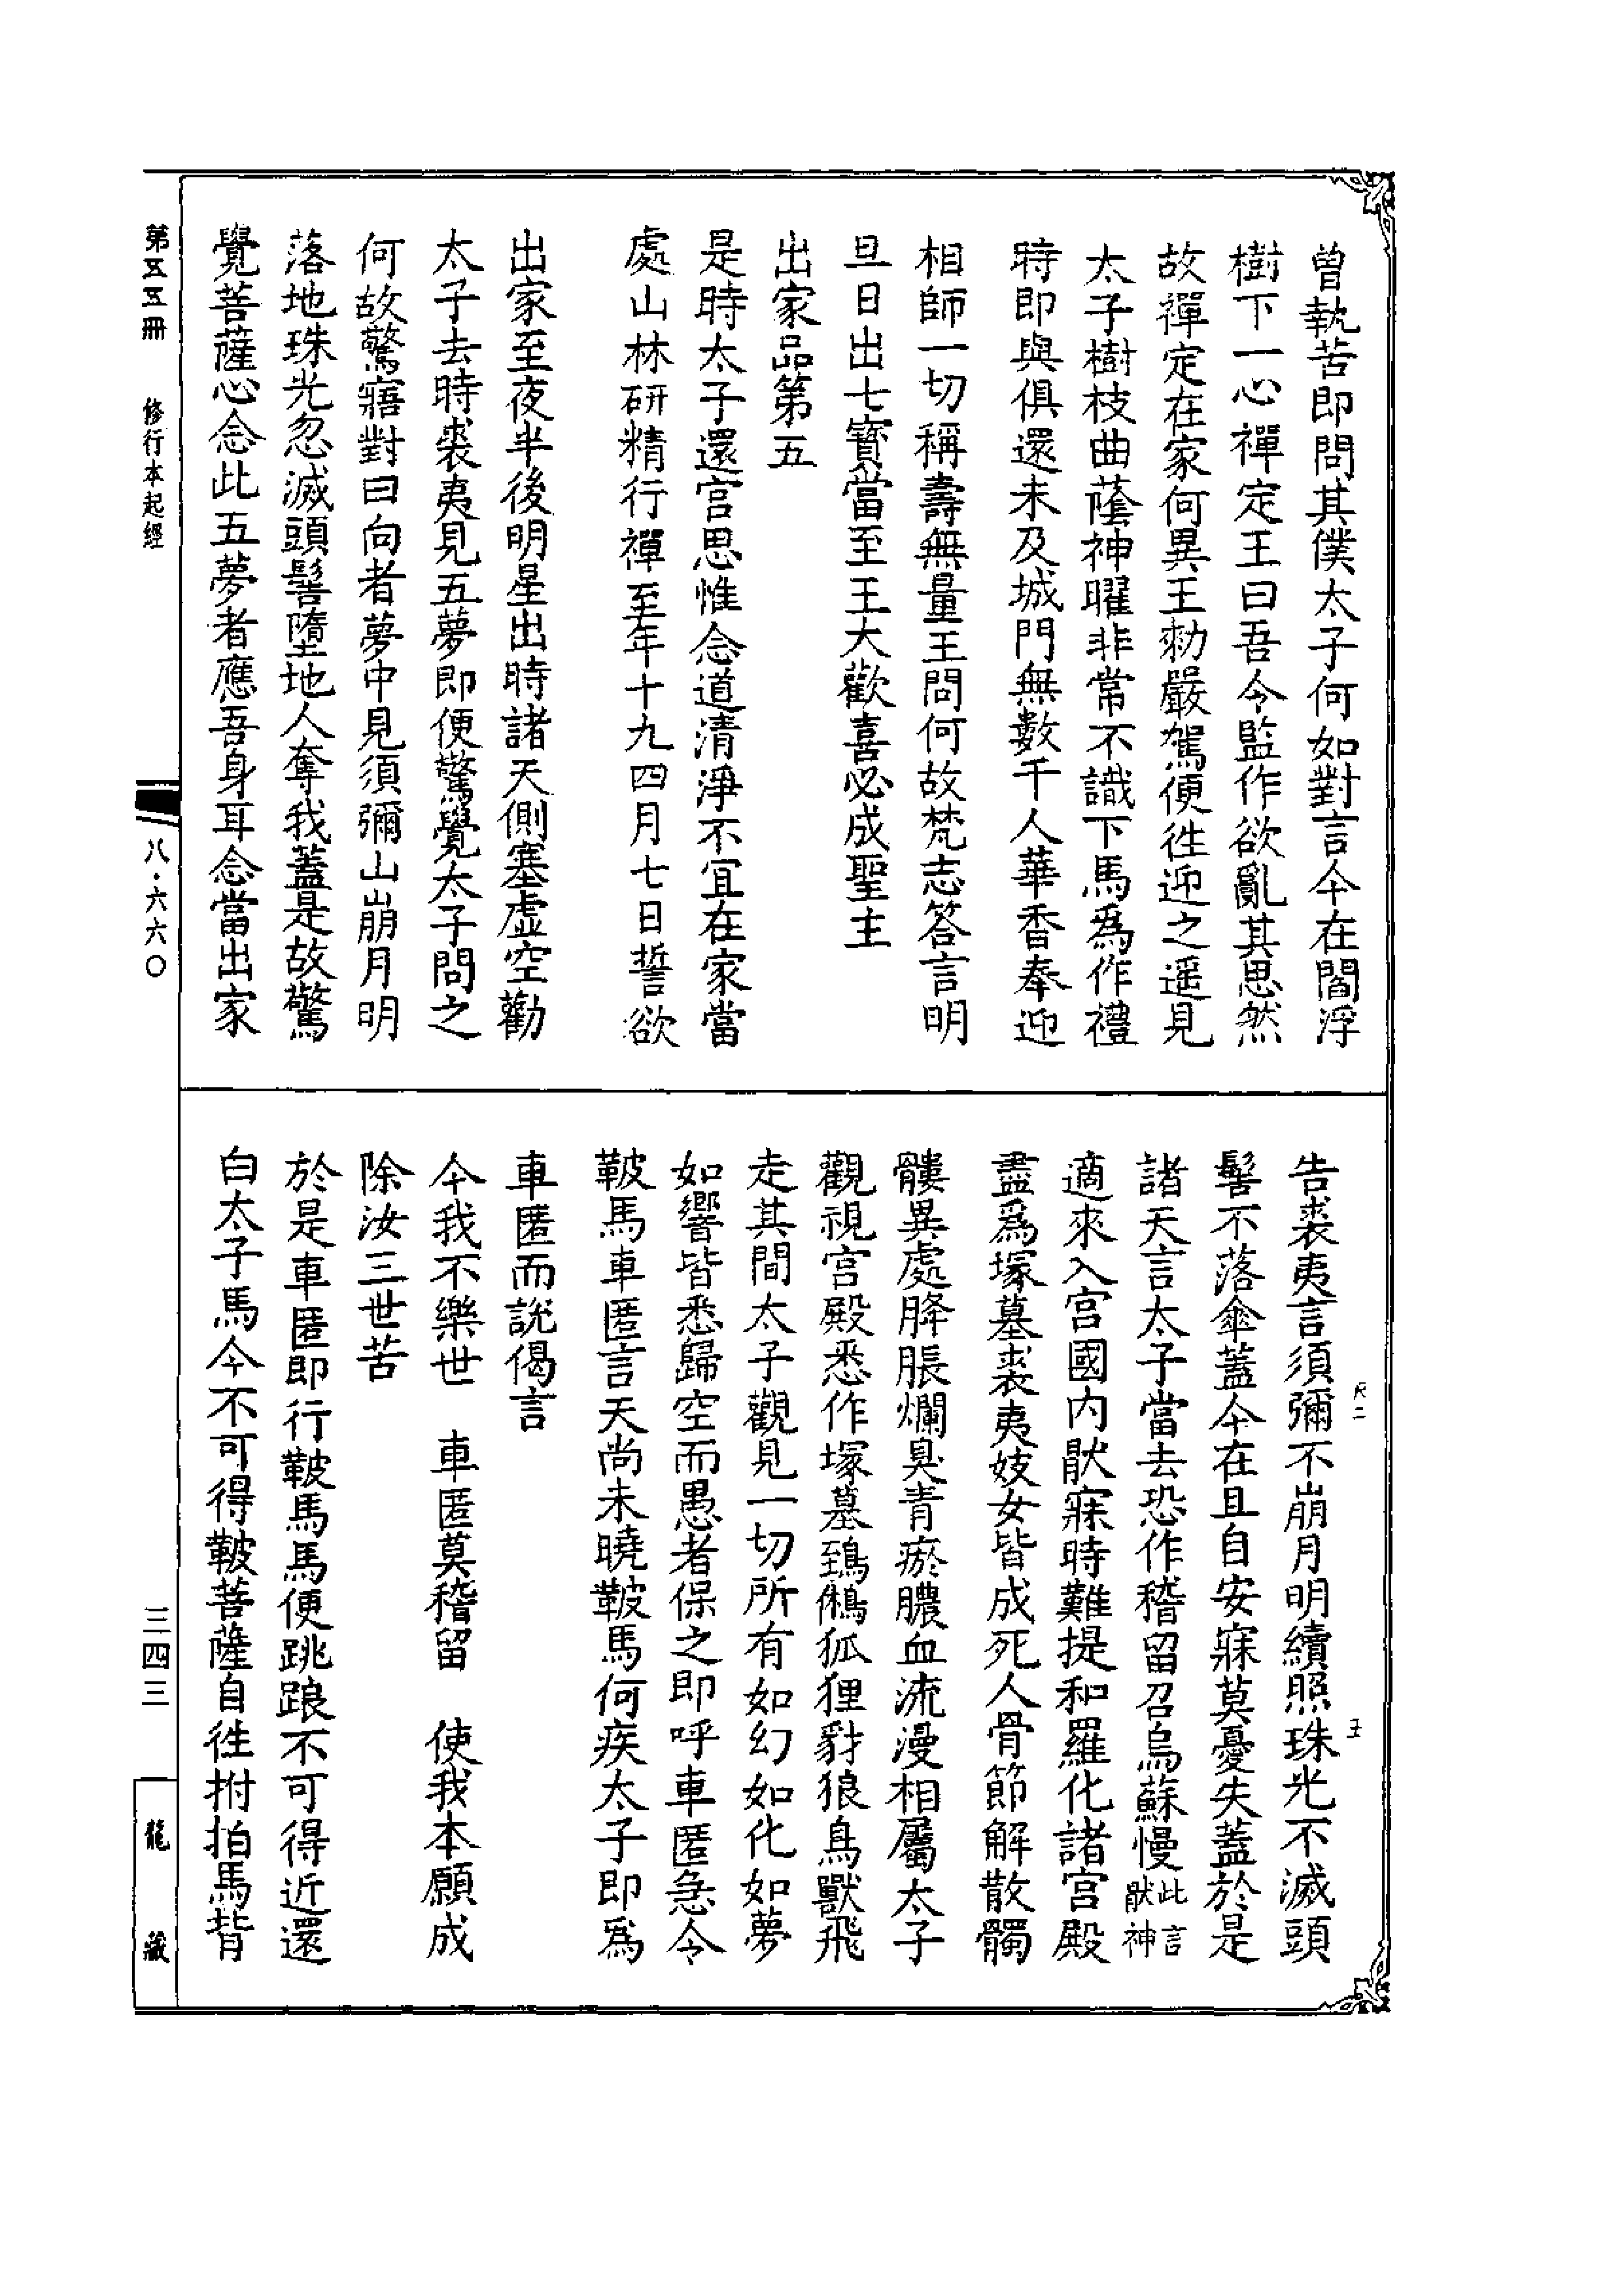 曾執苦即問其僕太子何如對言今在閻浮
樹下一心禪定王曰吾今監作欲亂其思然
故禪定在家何異王勑嚴駕便徃迎之遥見
太子樹枝曲蔭神曜非常不識下馬爲作禮
時即與俱還未及城門無數千人華香奉迎
相師一切稱壽無量王問何故梵志答言明
旦日出七寳當至王大歡喜必成聖主
出家品第五
是時太子還宫思惟念道清淨不宜在家當
處山林研精行禪至年十九四月七日誓欲
出家至夜半後明星出時諸天側塞虚空勸
太子去時裘夷見五夢即便驚覺太子問之
何故驚寤對曰向者夢中見須彌山崩月明
落地珠光忽滅頭髻墮地人奪我蓋是故驚
覺菩薩心念此五夢者應吾身耳念當出家
告裘夷言須彌不崩月明續照珠光不滅頭
髻不落傘蓋今在且自安寐莫憂失蓋於是
諸天言太子當去恐作稽留召烏蘇慢此言猒神
適來入宫國内猒寐時難提和羅化諸宫殿
盡爲塚墓裘夷妓女皆成死人骨節解散髑
髏異處胮脹爛臭青瘀膿血流漫相屬太子
觀視宫殿悉作塚墓鵄鵂狐狸豺狼鳥獸飛
走其間太子觀見一切所有如幻如化如夢
如響皆悉歸空而愚者保之即呼車匿急令
鞁馬車匿言天尚未曉鞁馬何疾太子即爲
車匿而説偈言
今我不樂世　車匿莫稽留　使我本願成
除汝三世苦
於是車匿即行鞁馬馬便跳踉不可得近還
白太子馬今不可得鞁菩薩自徃拊拍馬背
尺二
五
第五五冊　修行本起經
八·六六〇
三四三
龍藏